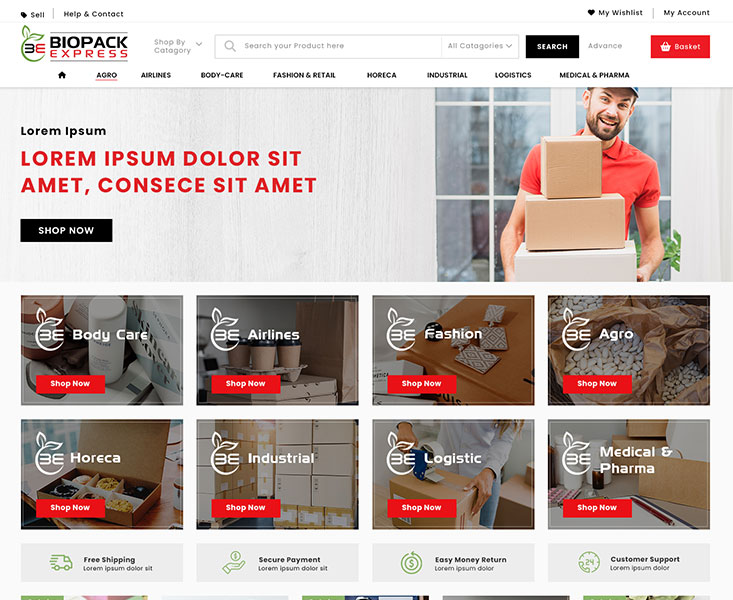 Sell
Help & Contact
My Wishlist
My Account
BE BIOPACK
EXPRESS
Shop By
Catagory
Search your Product here
All Catagories
SEARCH
Advance
Basket
AGRO
AIRLINES
BODY-CARE
FASHION & RETAIL
HORECA
INDUSTRIAL
LOGISTICS
MEDICAL & PHARMA
Lorem Ipsum
LOREM IPSUM DOLOR SIT
AMET, CONSECE SIT AMET
SHOP NOW
BE Body Care
Shop Now
BE Airlines
Shop Now
BE Fashion
Shop Now
BE Agro
Shop Now
BE Horeca
Shop Now
BE Industrial
Shop Now
BE Logistic
Shop Now
BE Medical &
Pharma
Shop Now
Free Shipping
Lorem ipsum dolor sit
$
Secure Payment
Lorem ipsum dolor sit
$
Easy Money Return
Lorem ipsum dolor
24
Customer Support
Lorem ipsum dolor